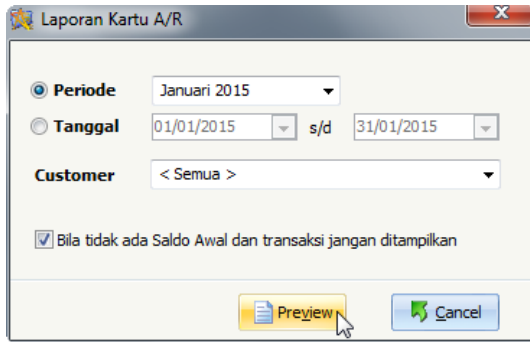 Laporan Kartu A/R
Periode Januari 2015
Tanggal 01/01/2015 s/d 31/01/2015
Customer < Semua >
Bila tidak ada Saldo Awal dan transaksi jangan ditampilkan
Preview Cancel